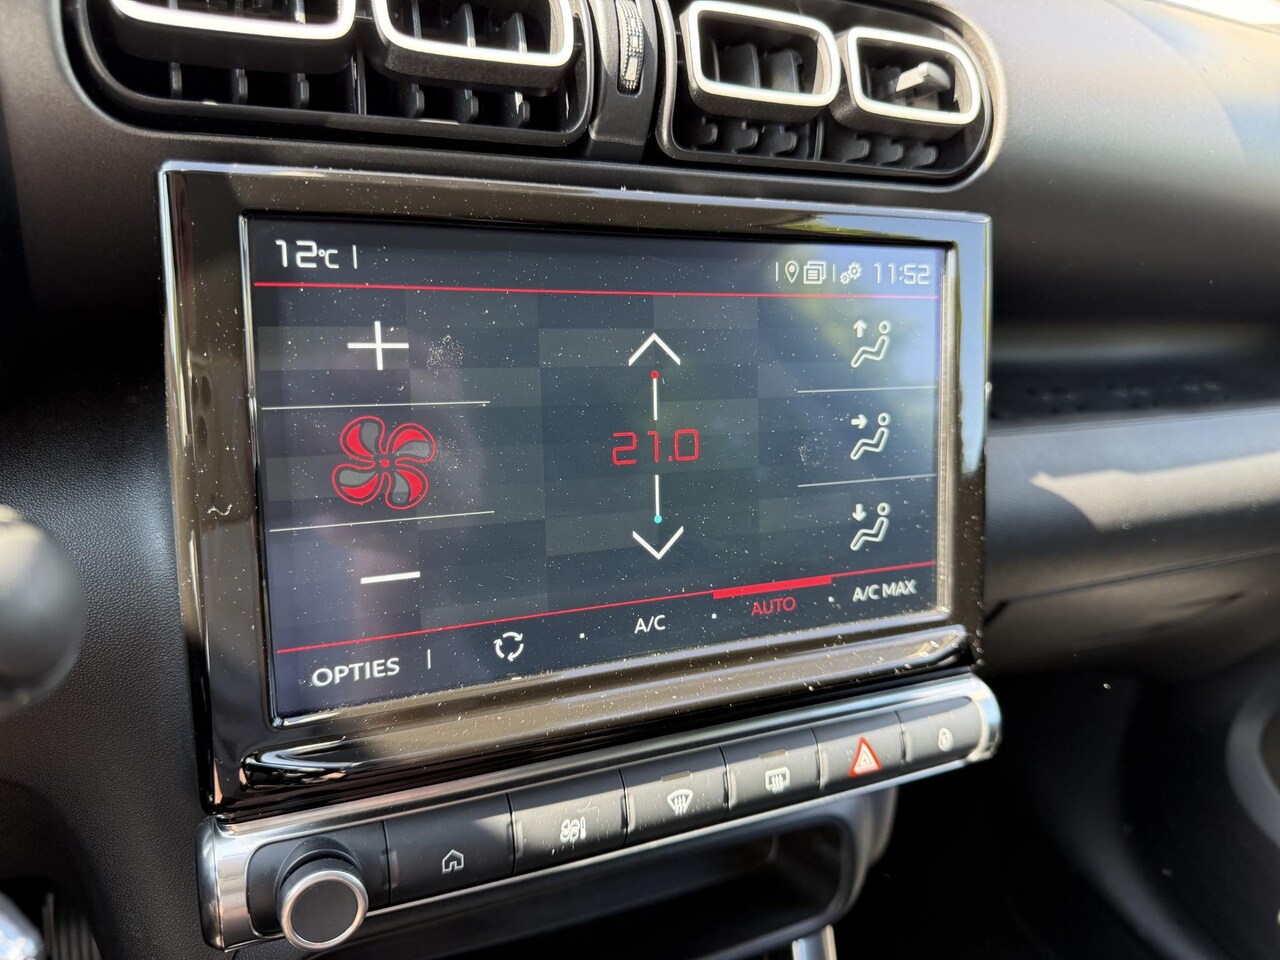 12°C
11:52
21.0
OPTIES A/C AUTO A/C MAX